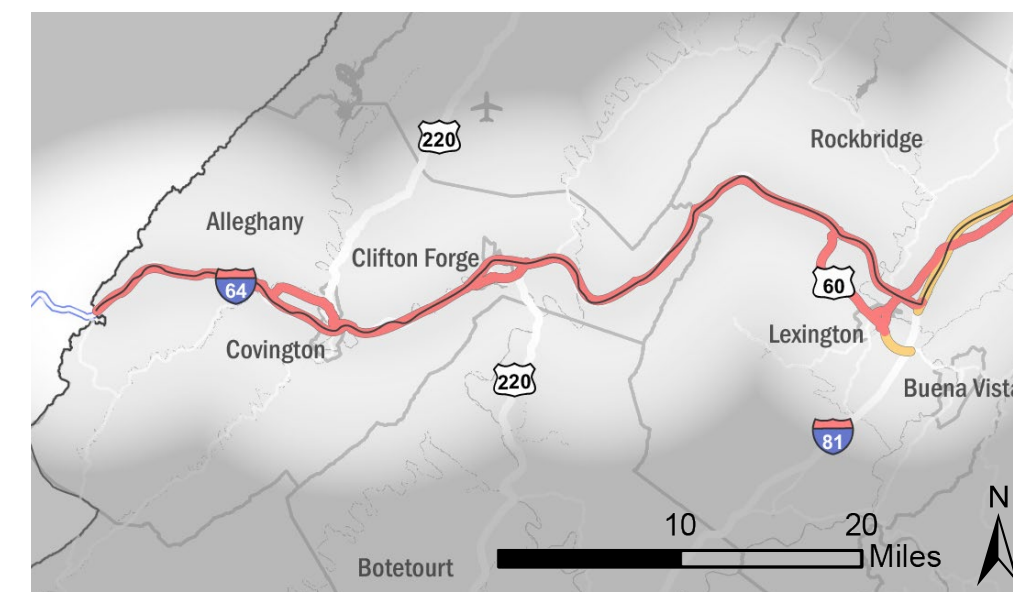 220
Rockbridge
Alleghany
Clifton Forge
64
60
Lexington
Covington
220
Buena Vista
81
N
10
20
Miles
Botetourt